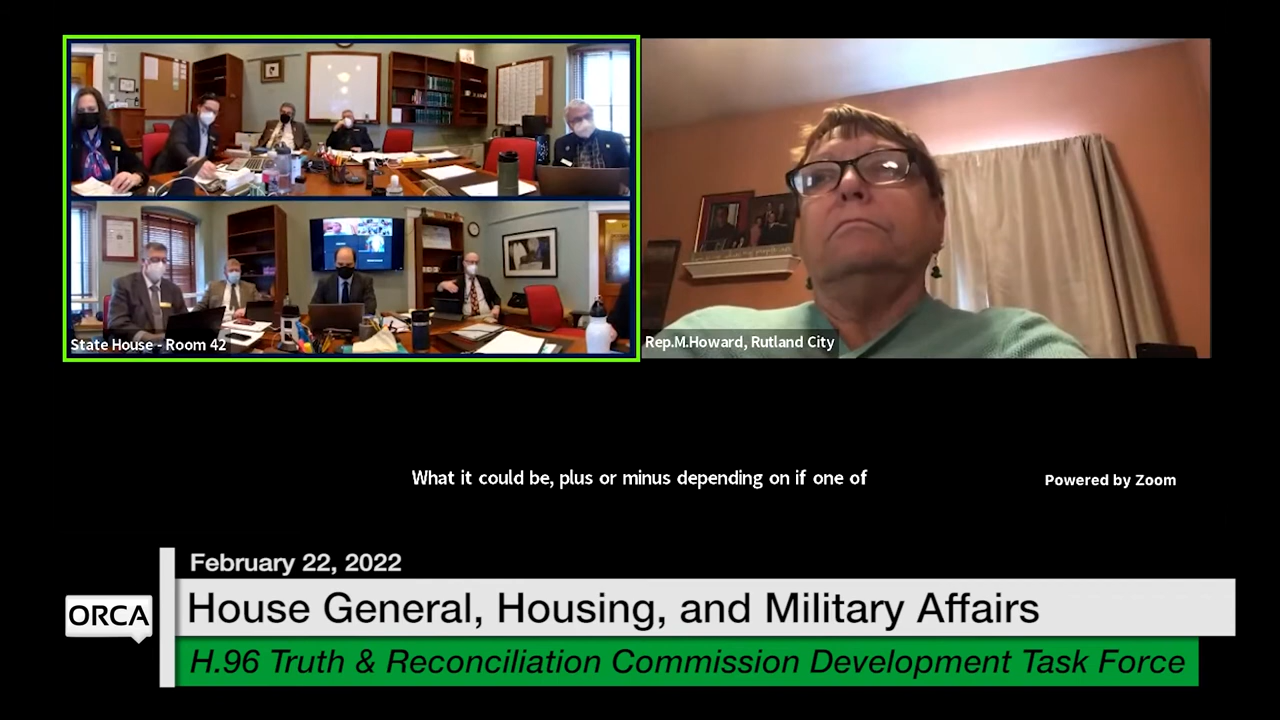 State House - Room 42
Rep.M.Howard, Rutland City
What it could be, plus or minus depending on if one of
Powered by Zoom
February 22, 2022
ORCA
House General, Housing, and Military Affairs
H.96 Truth & Reconciliation Commission Development Task Force